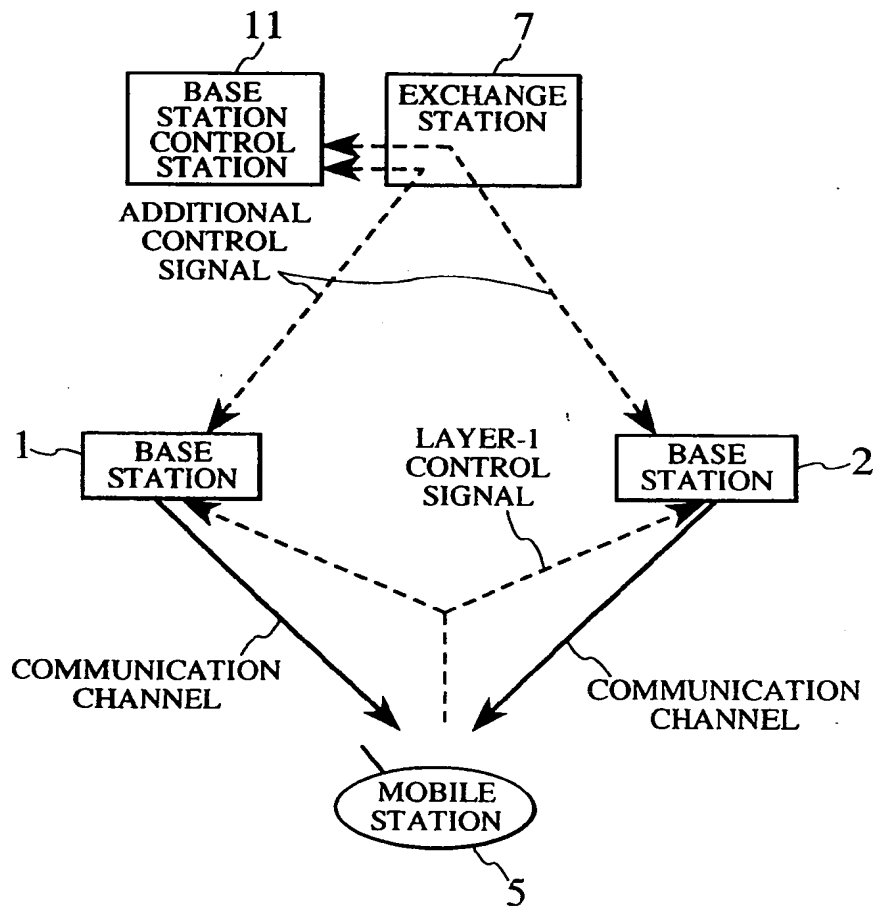 11
7
BASE
STATION
CONTROL
STATION
EXCHANGE
STATION
ADDITIONAL
CONTROL
SIGNAL
1
BASE
STATION
LAYER-1
CONTROL
SIGNAL
BASE
STATION
2
COMMUNICATION
CHANNEL
COMMUNICATION
CHANNEL
MOBILE
STATION
5